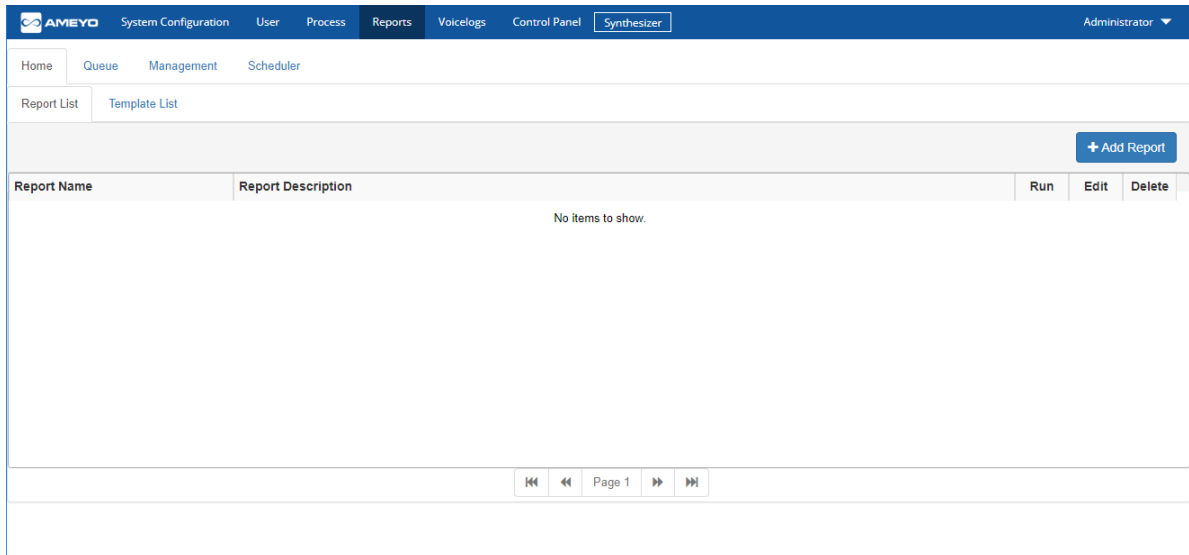 AMEYO System Configuration User Process Reports Voicelogs Control Panel Synthesizer Administrator
Home Queue Management Scheduler
Report List Template List
+ Add Report
Report Name Report Description Run Edit Delete
No items to show.
Page 1